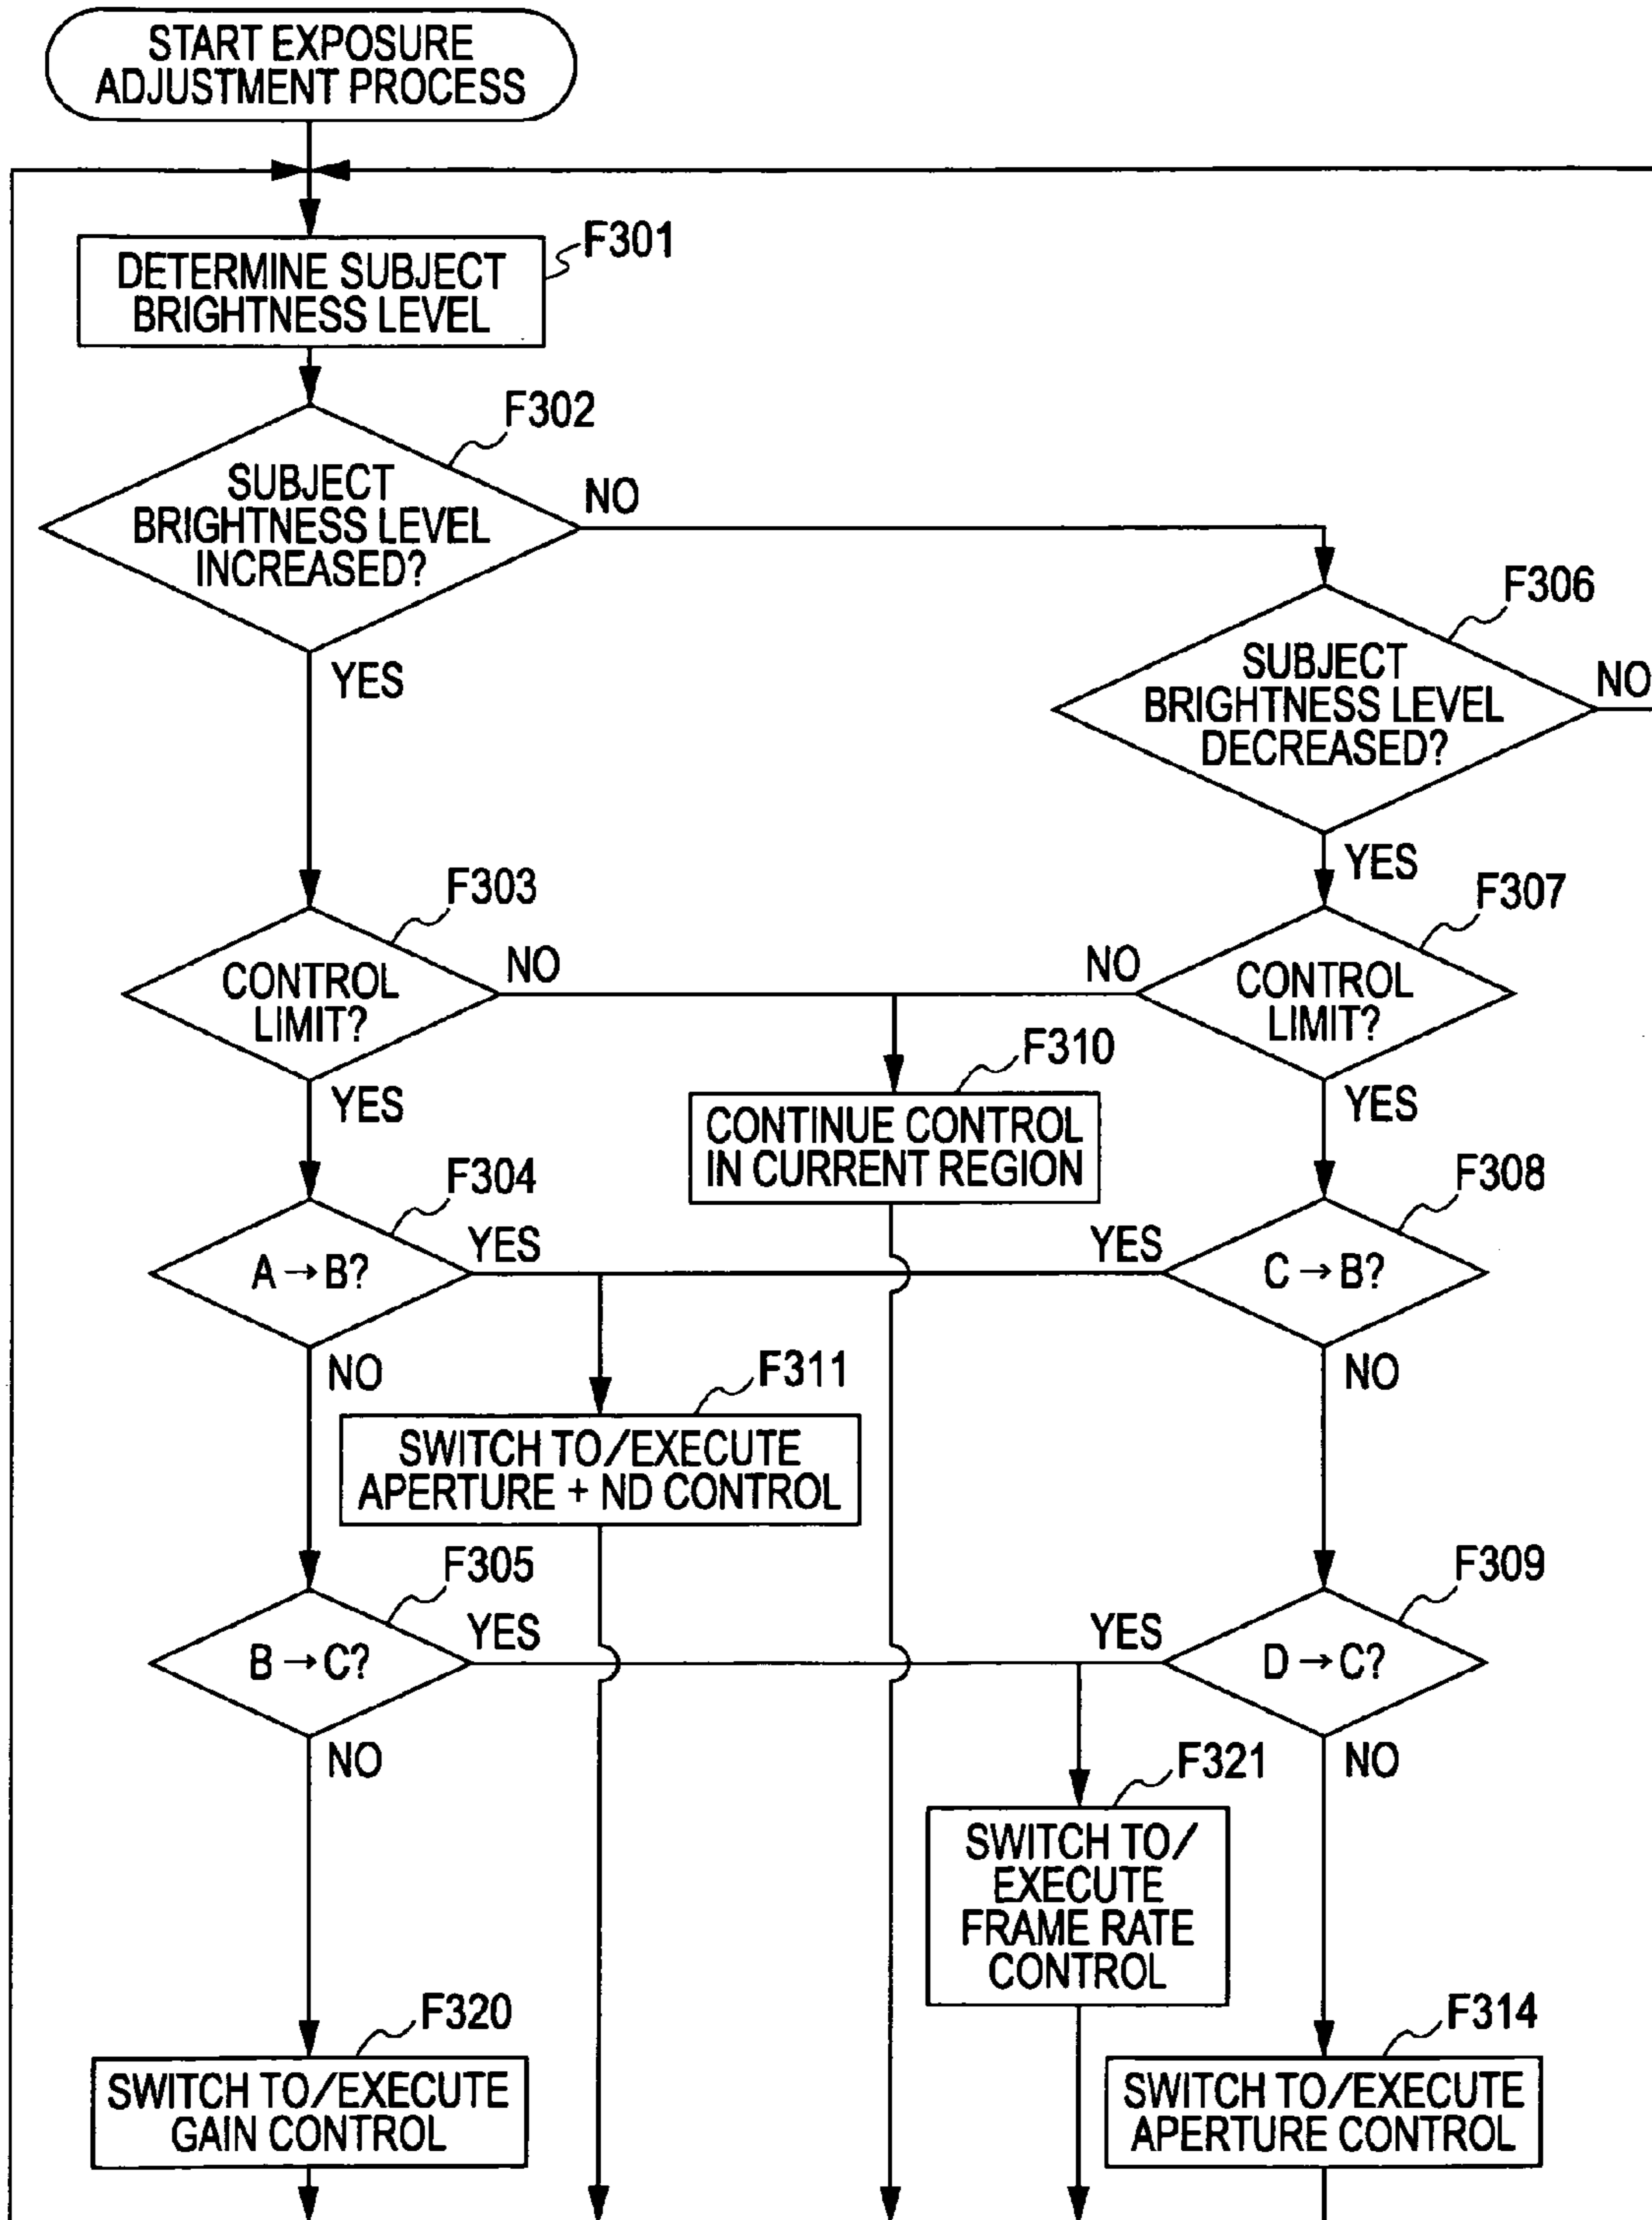 START EXPOSURE
ADJUSTMENT PROCESS
F301
DETERMINE SUBJECT
BRIGHTNESS LEVEL
F302
SUBJECT
BRIGHTNESS LEVEL
INCREASED?
NO
YES
F306
SUBJECT
BRIGHTNESS LEVEL
DECREASED?
NO
YES
F303
CONTROL
LIMIT?
NO
YES
F307
CONTROL
LIMIT?
NO
YES
F310
CONTINUE CONTROL
IN CURRENT REGION
F304
A → B?
YES
NO
F308
C → B?
YES
NO
F311
SWITCH TO/EXECUTE
APERTURE + ND CONTROL
F305
B → C?
YES
NO
F309
D → C?
YES
NO
F321
SWITCH TO/
EXECUTE
FRAME RATE
CONTROL
F320
SWITCH TO/EXECUTE
GAIN CONTROL
F314
SWITCH TO/EXECUTE
APERTURE CONTROL